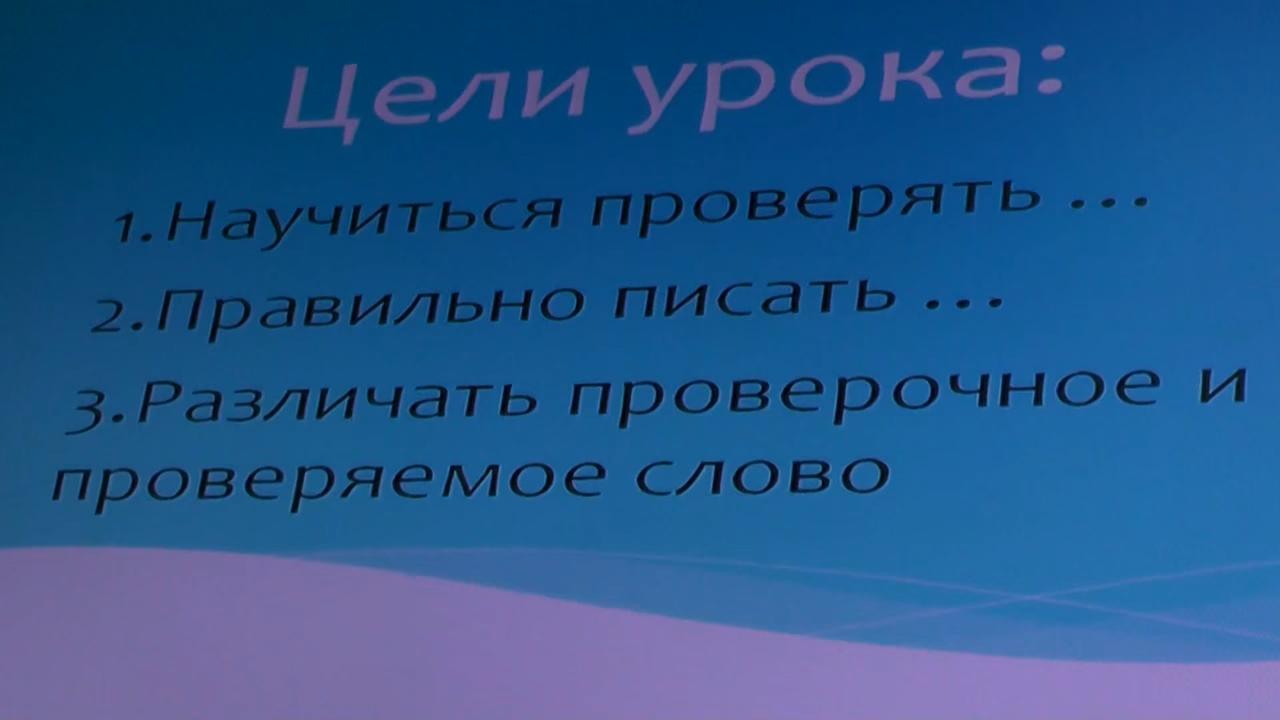 Цели урока:
1.Научиться проверять ...
2.Правильно писать ...
3.Различать проверочное и
проверяемое слово